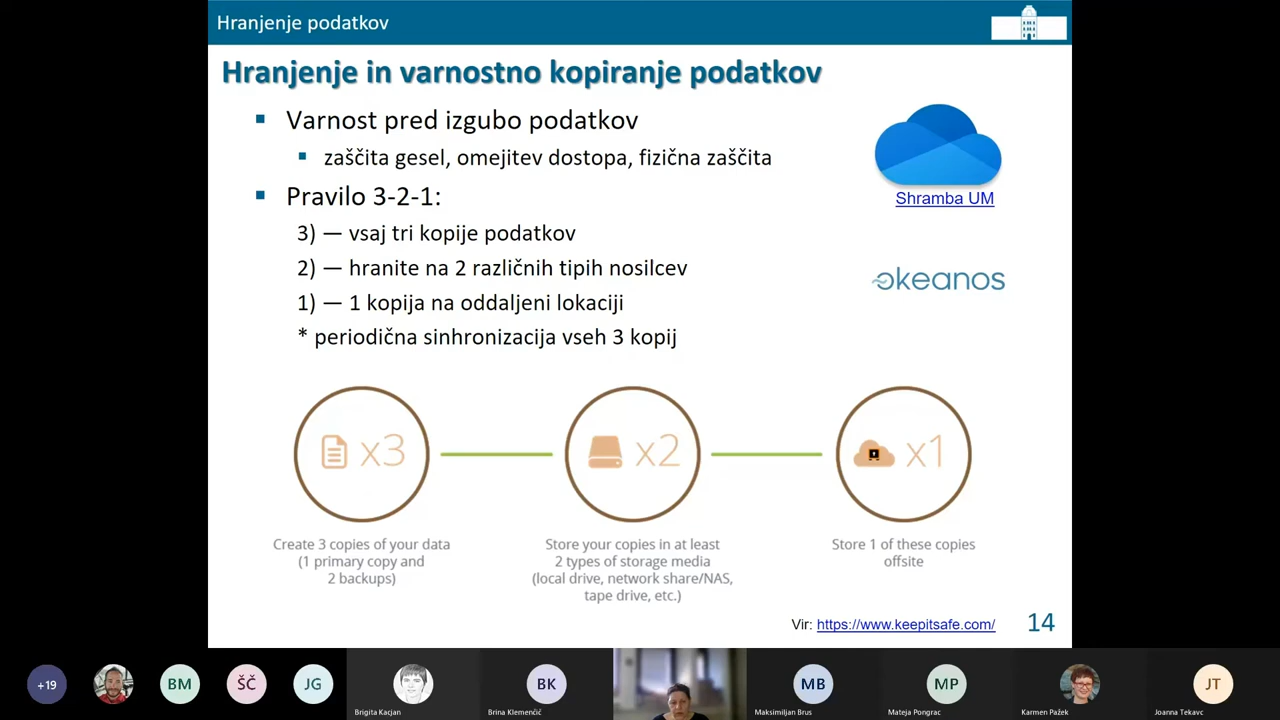 Hranjenje podatkov
Hranjenje in varnostno kopiranje podatkov
Varnost pred izgubo podatkov
zaščita gesel, omejitev dostopa, fizična zaščita
Pravilo 3-2-1:
3) — vsaj tri kopije podatkov
2) — hranite na 2 različnih tipih nosilcev
1) — 1 kopija na oddaljeni lokaciji
* periodična sinhronizacija vseh 3 kopij
Shramba UM
okeanos
x3
x2
x1
Create 3 copies of your data
(1 primary copy and
2 backups)
Store your copies in at least
2 types of storage media
(local drive, network share/NAS,
tape drive, etc.)
Store 1 of these copies
offsite
Vir: https://www.keepitsafe.com/
14
+19
BM
ŠČ
JG
Brigita Kacjan
BK
Brina Klemenčič
MB
Maksimiljan Brus
MP
Mateja Pongrac
Karmen Pažek
JT
Joanna Tekavc